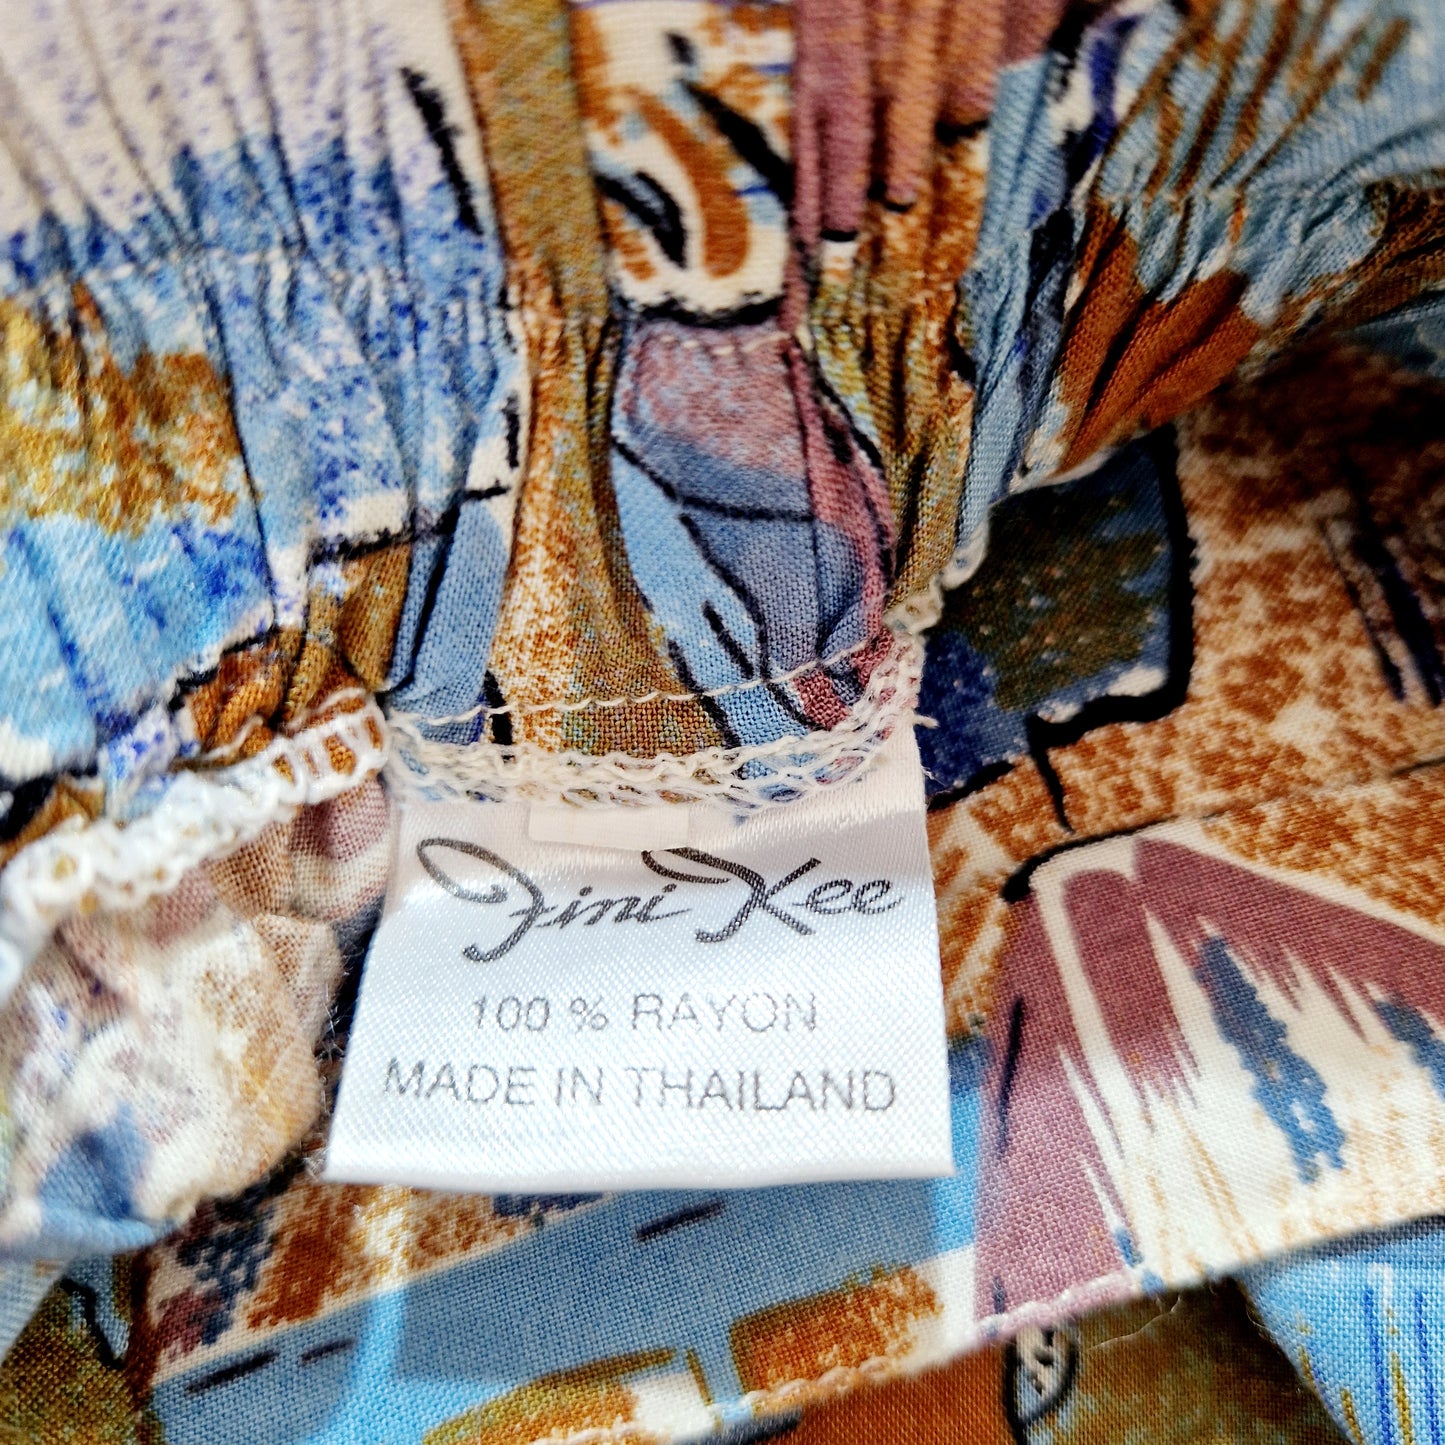 Jini Kee
100 % RAYON
MADE IN THAILAND